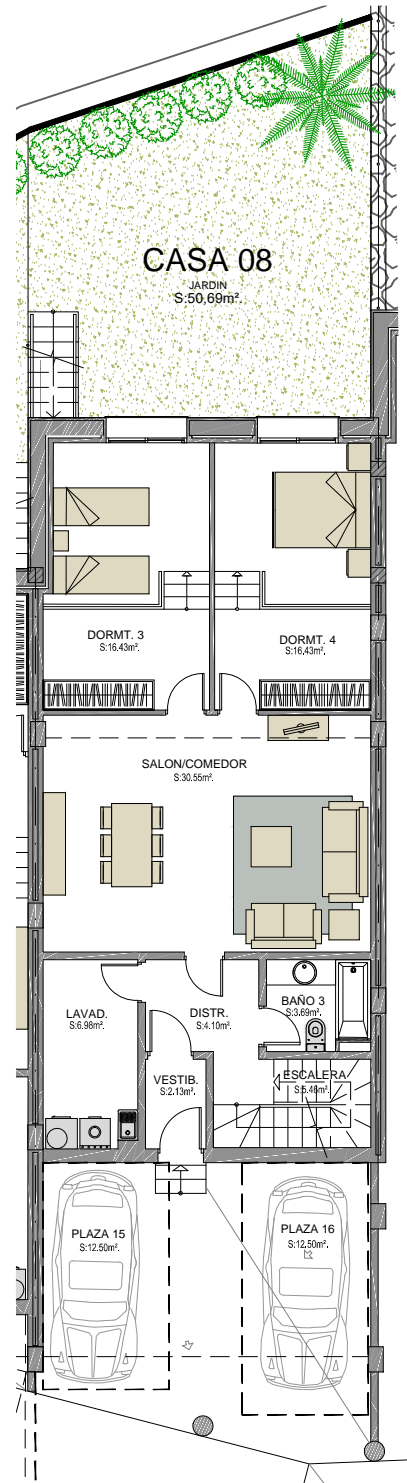 CASA 08
JARDIN
S:50,69m².
DORMT. 3
S:16.43m².
DORMT. 4
S:16,43m².
SALON/COMEDOR
S:30.55m².
LAVAD.
S:6.98m².
DISTR.
S:4.10m².
BAÑO 3
S:3.69m².
VESTIB.
S:2.13m².
ESCALERA
S:5.46m².
PLAZA 15
S:12.50m².
PLAZA 16
S:12.50m².